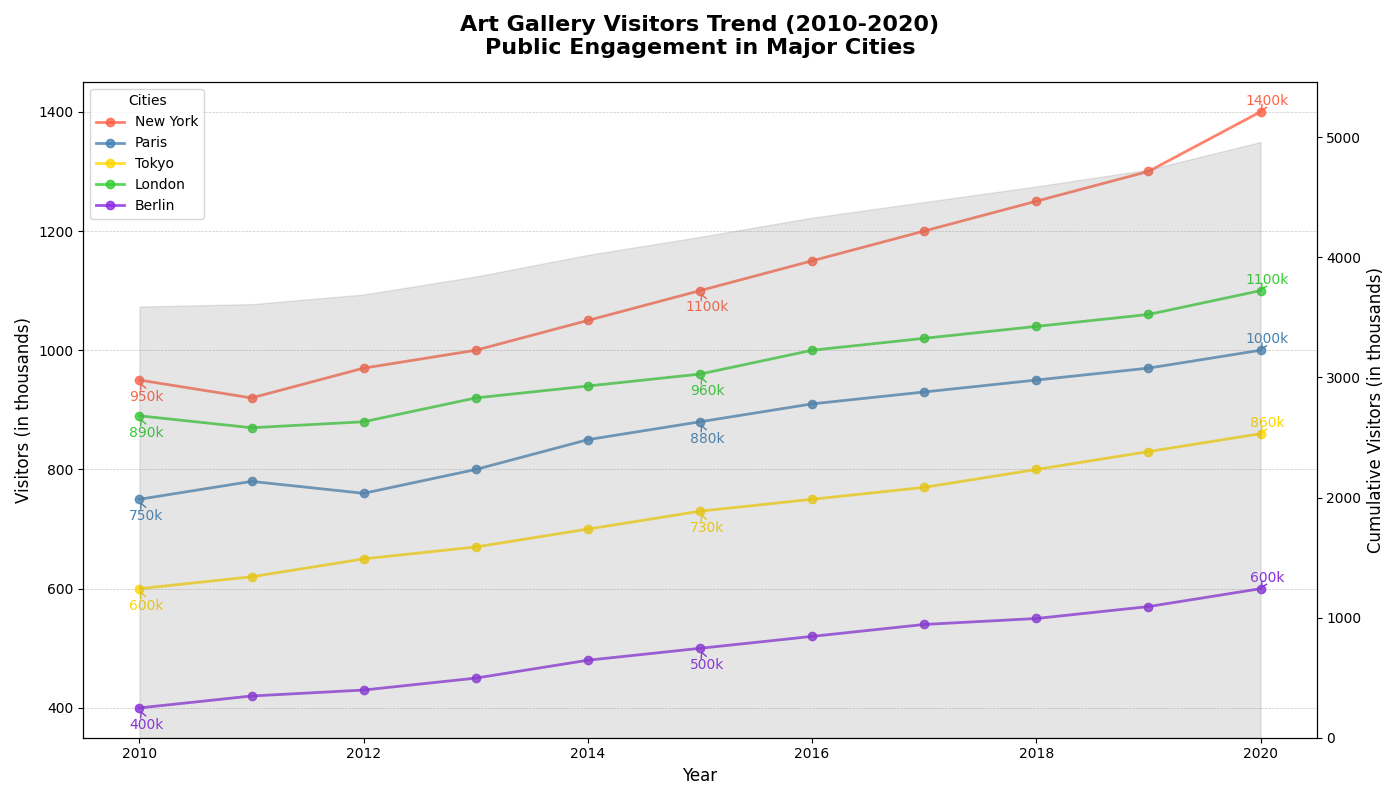 Art Gallery Visitors Trend (2010-2020)
Public Engagement in Major Cities
Cities
New York
Paris
Tokyo
London
Berlin
Visitors (in thousands)
1400
1200
1000
800
600
400
950k
890k
750k
600k
400k
1100k
960k
880k
730k
500k
1400k
1100k
1000k
860k
600k
5000
4000
3000
2000
1000
0
Cumulative Visitors (in thousands)
2010
2012
2014
2016
2018
2020
Year